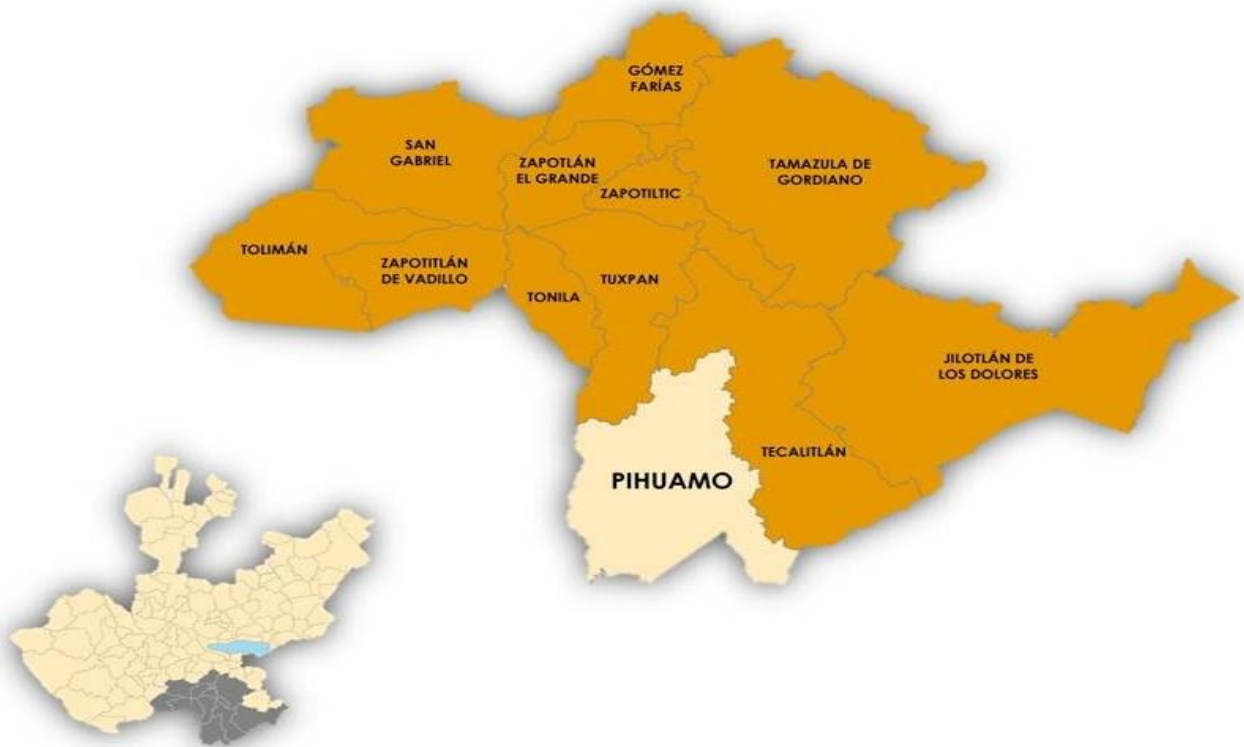 GÓMEZ
FARÍAS
SAN
GABRIEL
ZAPOTLÁN
EL GRANDE
TAMAZULA DE
GORDIANO
ZAPOTILTIC
TOLIMÁN
ZAPOTITLÁN
DE VADILLO
TUXPAN
TONILA
JILOTLÁN DE
LOS DOLORES
TECALITLÁN
PIHUAMO